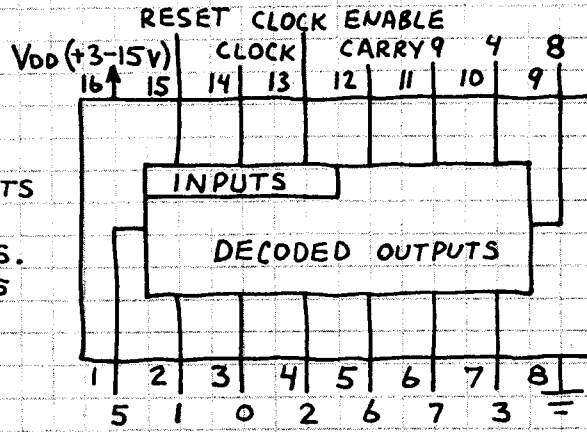 RESET CLOCK ENABLE
VDD (+3-15V) CLOCK CARRY 9 4 8
16 15 14 13 12 11 10 9
INPUTS
TS
DECODED OUTPUTS
S.
S
1 2 3 4 5 6 7 8
5 1 0 2 6 7 3